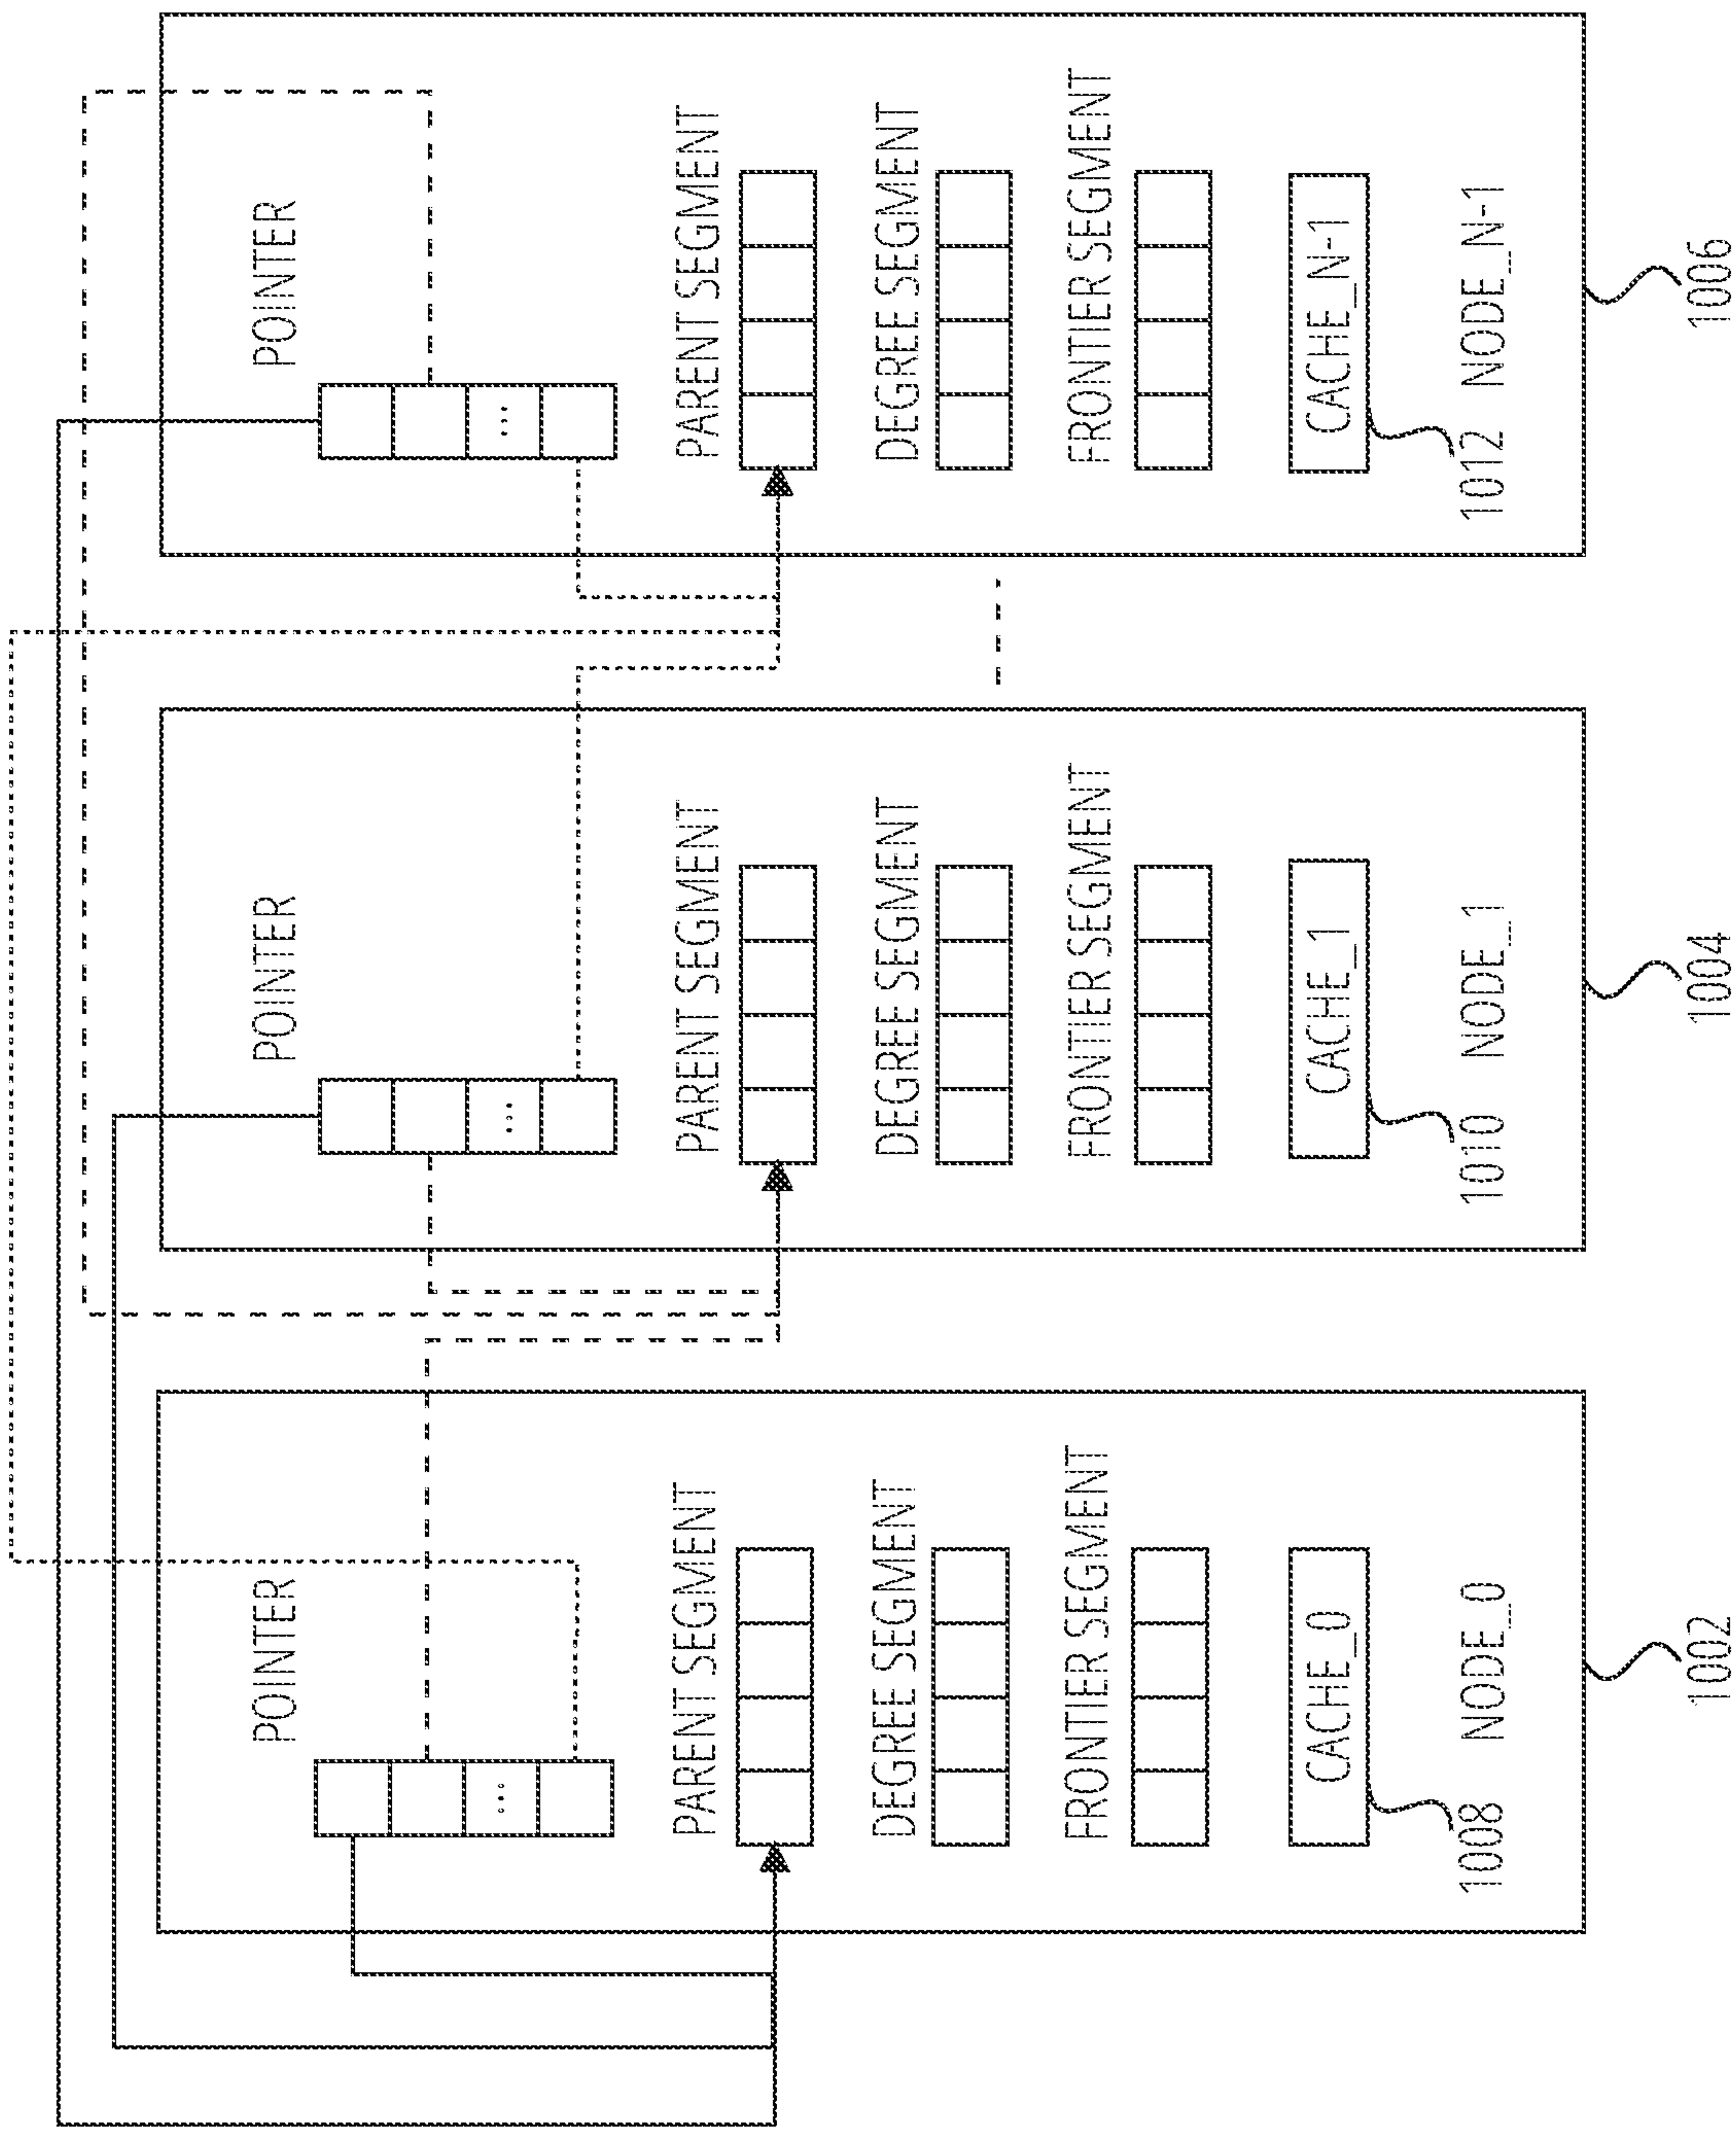 POINTER
...
PARENT SEGMENT
DEGREE SEGMENT
FRONTIER SEGMENT
CACHE_0
1008
NODE_0
1002
POINTER
...
PARENT SEGMENT
DEGREE SEGMENT
FRONTIER SEGMENT
CACHE_1
1010
NODE_1
1004
POINTER
...
PARENT SEGMENT
DEGREE SEGMENT
FRONTIER SEGMENT
CACHE_N-1
1012
NODE_N-1
1006